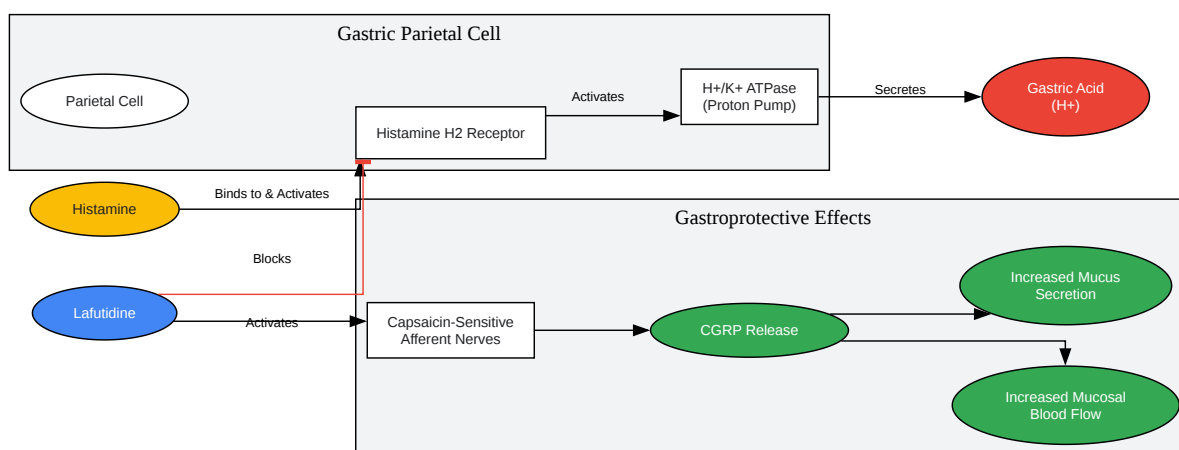 Gastric Parietal Cell
Parietal Cell
Histamine H2 Receptor
Activates
H+/K+ ATPase
(Proton Pump)
Secretes
Gastric Acid
(H+)
Histamine
Binds to & Activates
Gastroprotective Effects
Blocks
Lafutidine
Activates
Capsaicin-Sensitive
Afferent Nerves
CGRP Release
Increased Mucus
Secretion
Increased Mucosal
Blood Flow